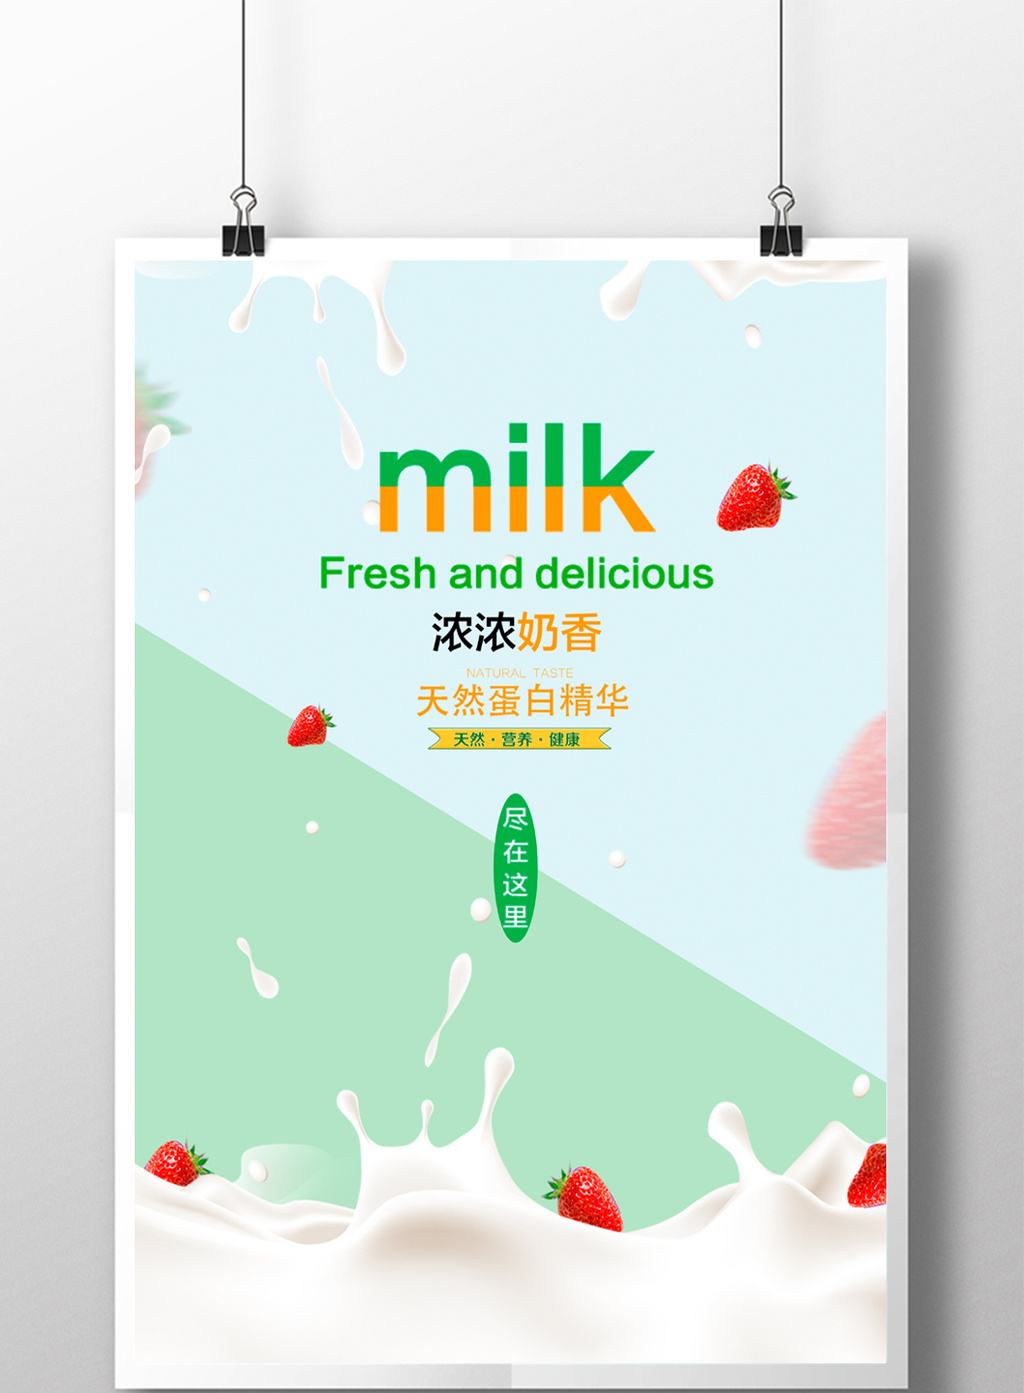 milk
Fresh and delicious
浓浓奶香
NATURAL TASTE
天然蛋白精华
天然·营养·健康
尽在这里